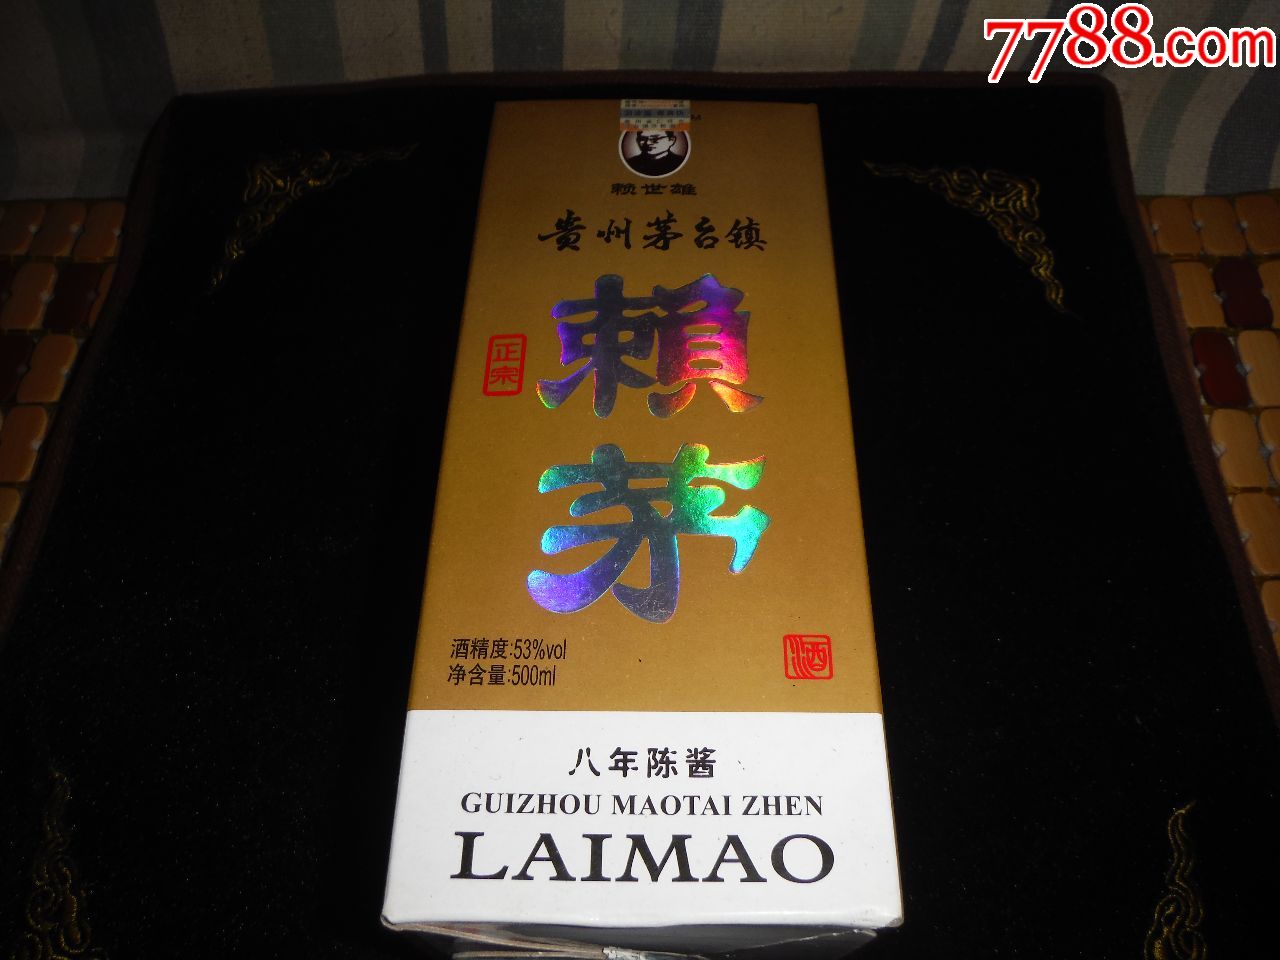 7788.com
赖世雄
贵州茅台镇
賴茅
正宗
酒精度:53%vol
净含量:500ml
酒
八年陈酱
GUIZHOU MAOTAI ZHEN
LAIMAO